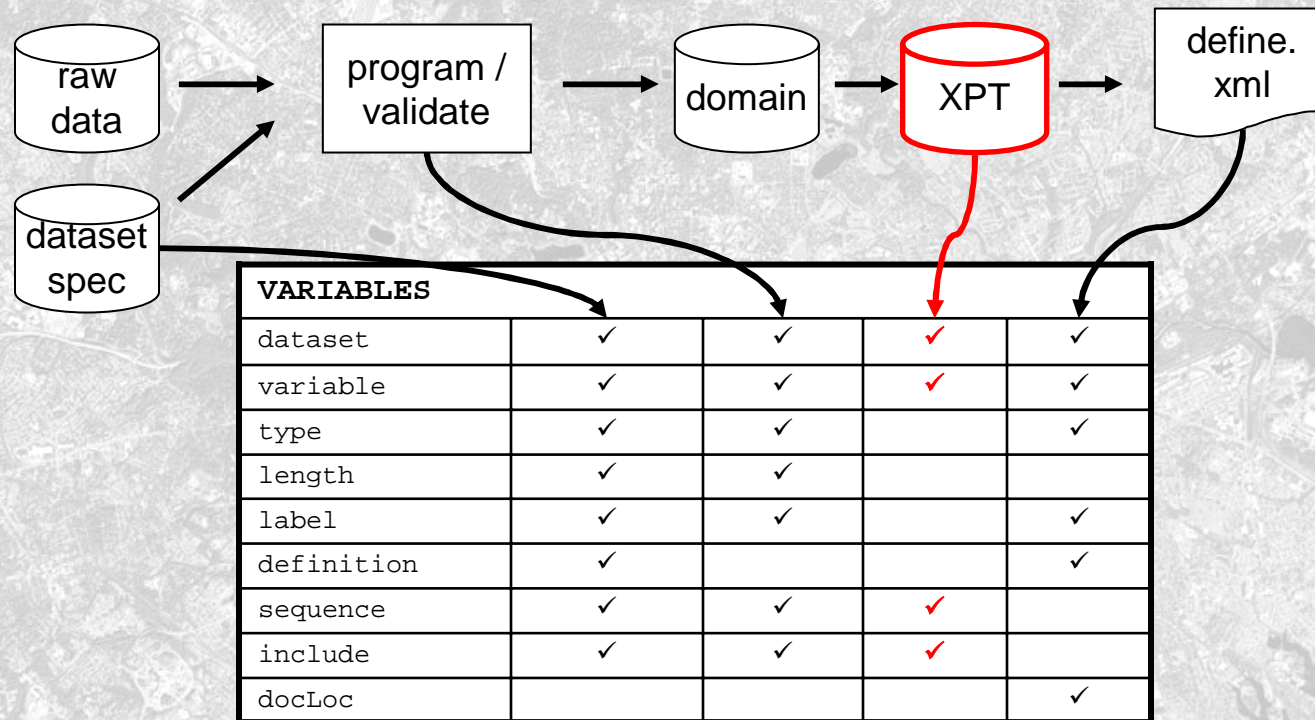 raw
data
program /
validate
domain
XPT
define.
xml
dataset
spec
VARIABLES
dataset ✓ ✓ ✓ ✓
variable ✓ ✓ ✓ ✓
type ✓ ✓ ✓
length ✓ ✓
label ✓ ✓ ✓
definition ✓ ✓
sequence ✓ ✓ ✓
include ✓ ✓ ✓
docLoc ✓